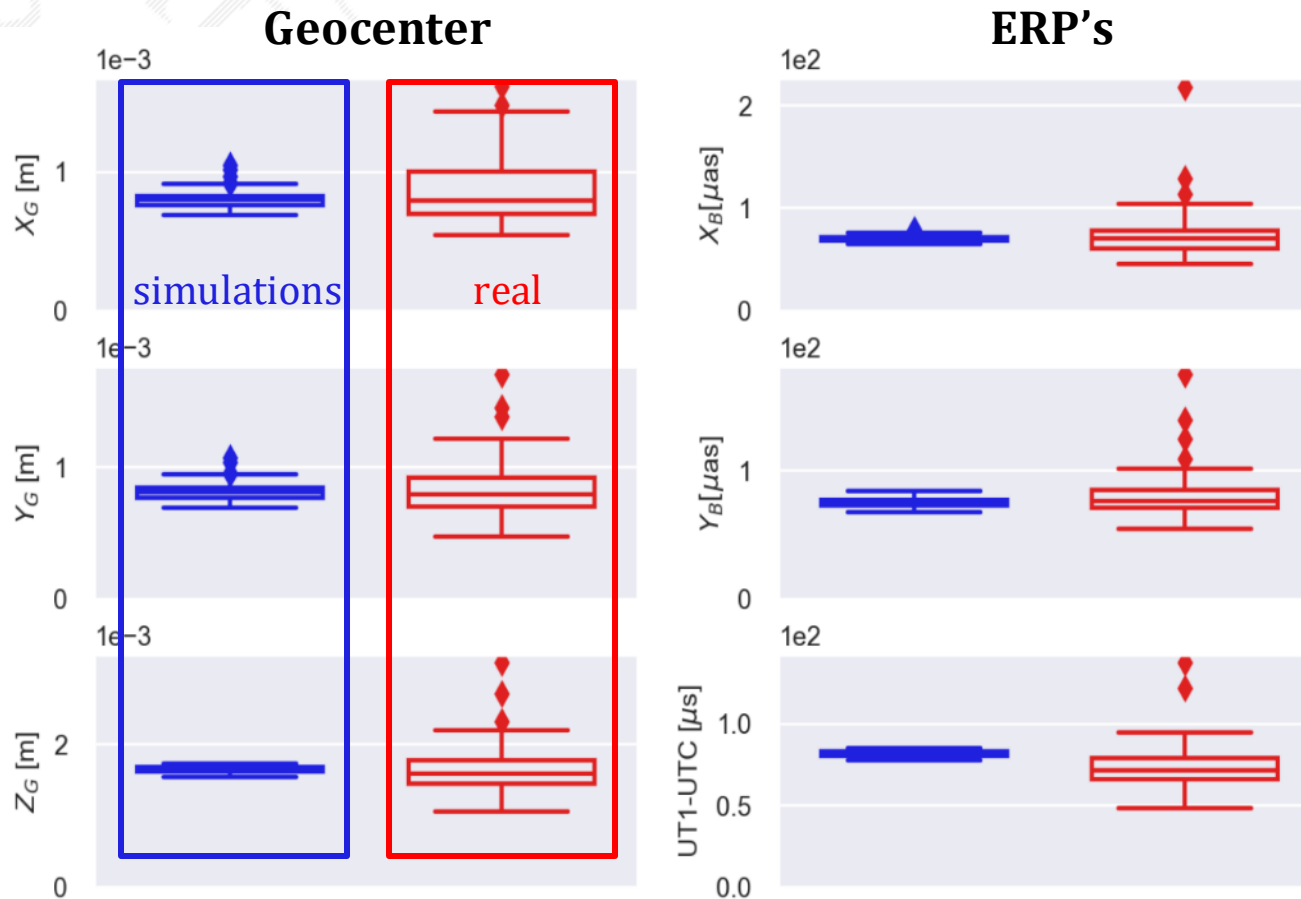 Geocenter
ERP's
1e−3
X_G [m]
1
0
simulations
real
1e−3
Y_G [m]
1
0
1e−3
Z_G [m]
2
0
1e2
X_B[μas]
2
1
0
1e2
Y_B[μas]
1
0
1e2
UT1-UTC [μs]
1.0
0.5
0.0